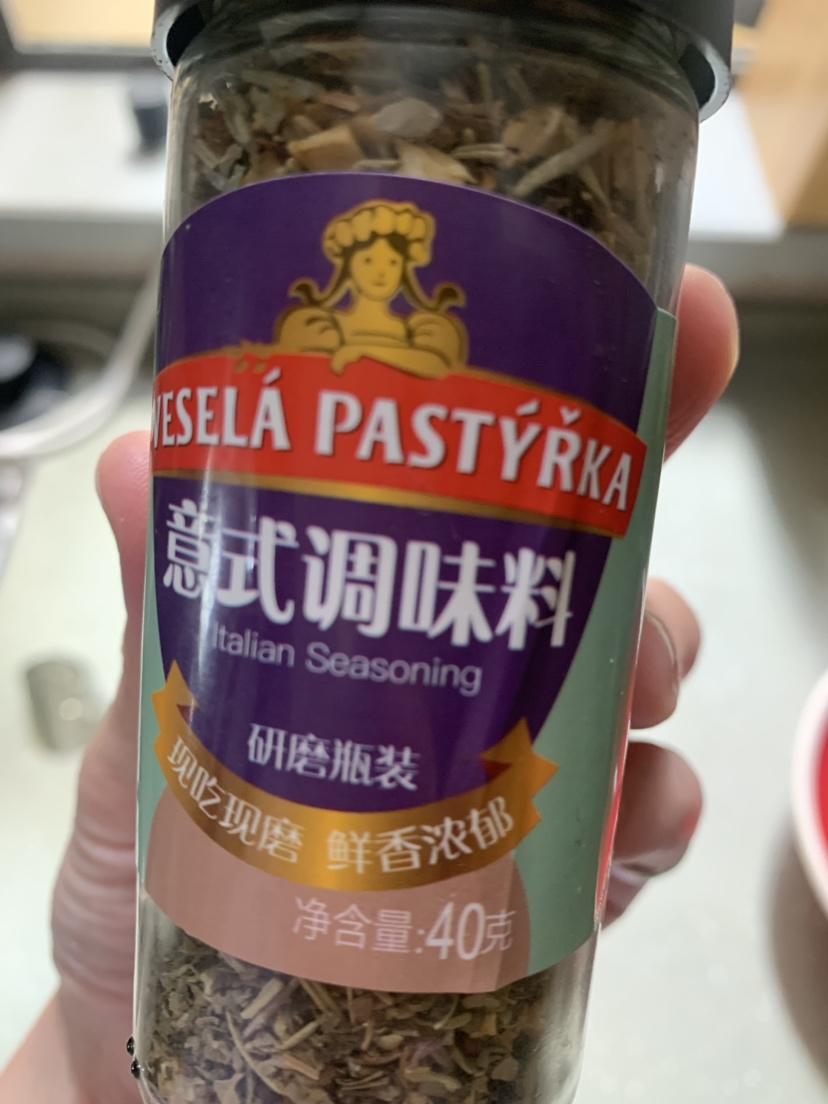 VESELÁ PASTÝŘKA
意式调味料
Italian Seasoning
研磨瓶装
现吃现磨 鲜香浓郁
净含量:40克